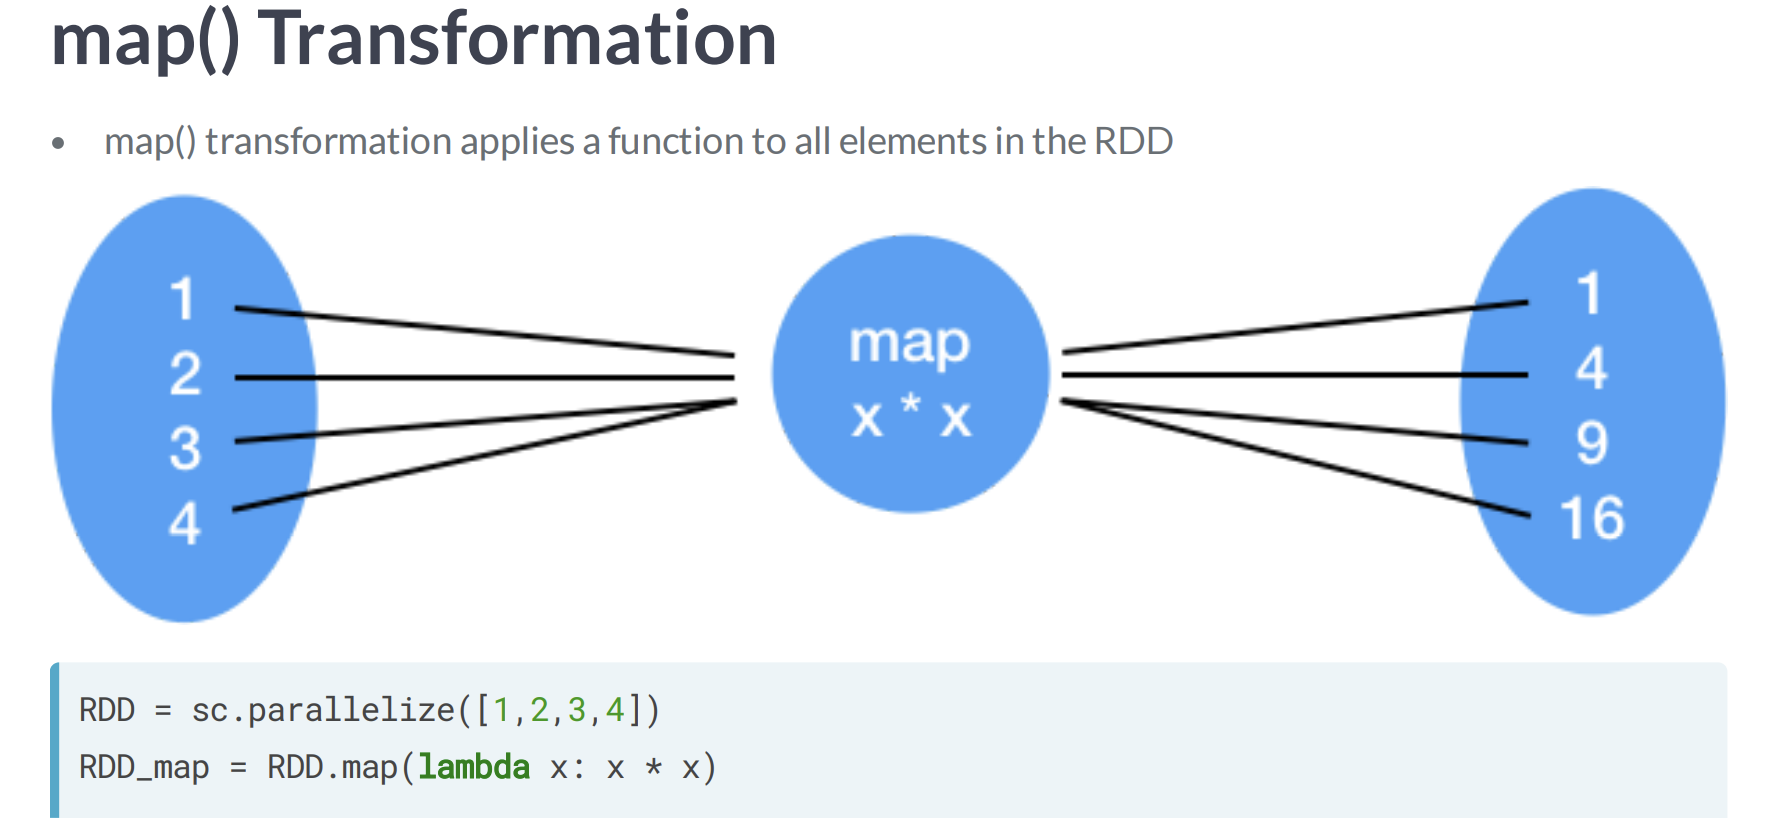 map() Transformation
• map() transformation applies a function to all elements in the RDD
1
2
3
4
map
x * x
1
4
9
16
RDD = sc.parallelize([1,2,3,4])
RDD_map = RDD.map(lambda x: x * x)